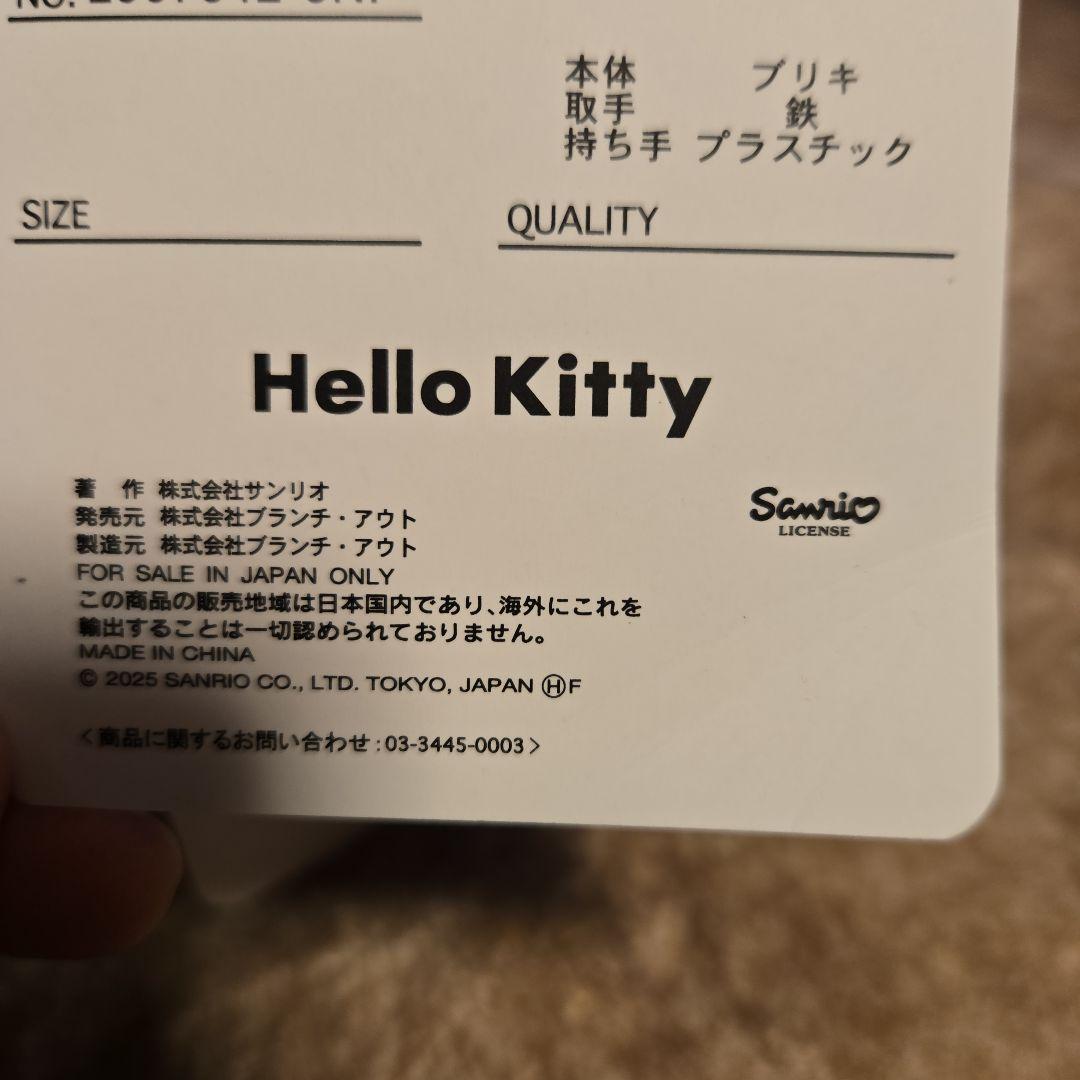 NO.
本体 ブリキ
取手 鉄
持ち手 プラスチック
SIZE
QUALITY
Hello Kitty
著 作 株式会社サンリオ
発売元 株式会社ブランチ・アウト
製造元 株式会社ブランチ・アウト
FOR SALE IN JAPAN ONLY
この商品の販売地域は日本国内であり、海外にこれを
輸出することは一切認められておりません。
MADE IN CHINA
© 2025 SANRIO CO., LTD. TOKYO, JAPAN ⒽF
<商品に関するお問い合わせ:03-3445-0003>
Sanrio
LICENSE